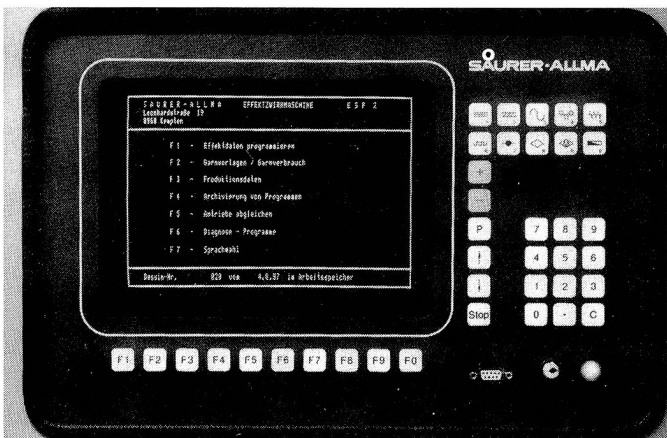 SAURER-ALLMA
SAURER-ALLMA EFFEKTZWIRNMASCHINE ESP 2
Leonhardstraße 19
8960 Kempten
F 1 - Effektdaten programmieren
F 2 - Garnvorlagen / Garnverbrauch
F 3 - Produktionsdaten
F 4 - Archivierung von Programmen
F 5 - Antriebe abgleichen
F 6 - Diagnose - Programme
F 7 - Sprachwahl
Dessin-Nr. 020 vom 4.8.87 im Arbeitsspeicher
+
-
P 7 8 9
4 5 6
1 2 3
Stop 0 · C
F1 F2 F3 F4 F5 F6 F7 F8 F9 F0